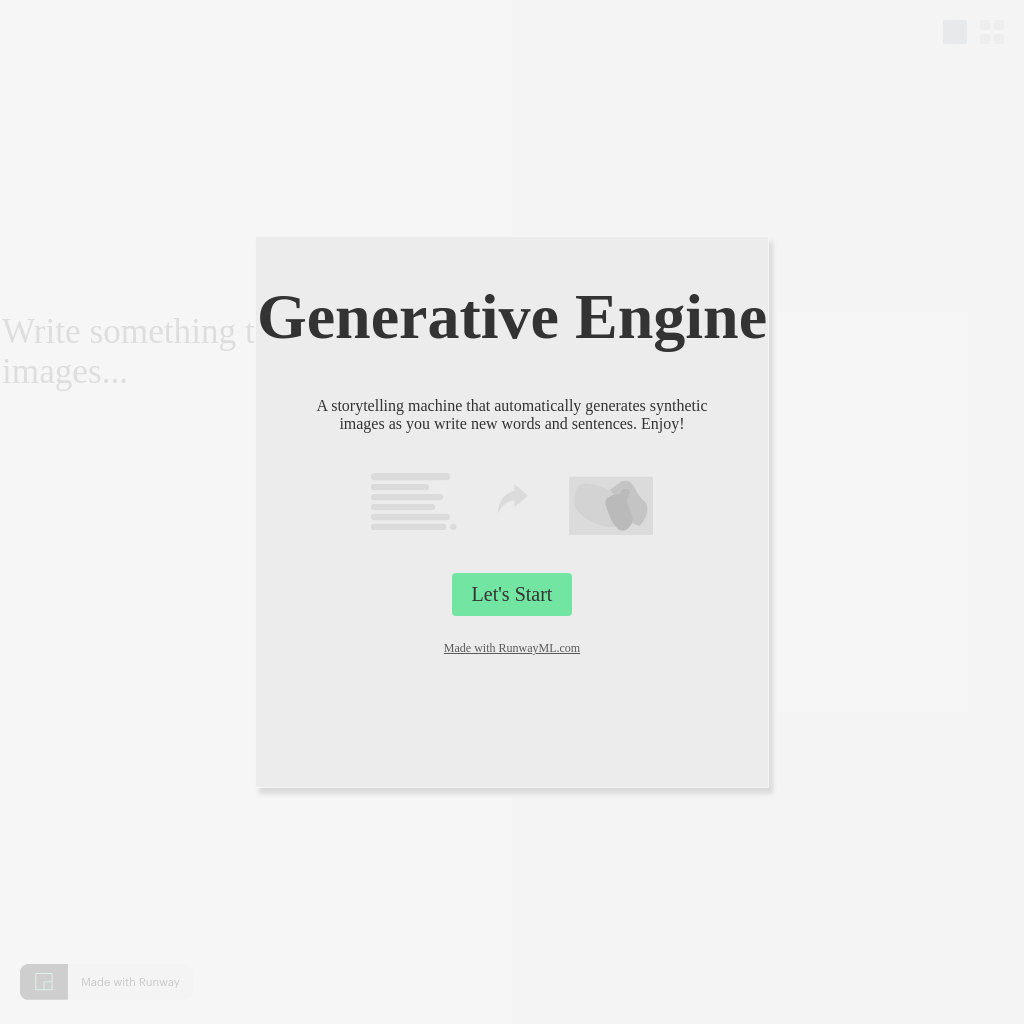 Write something t
images...
Generative Engine
A storytelling machine that automatically generates synthetic
images as you write new words and sentences. Enjoy!
Let's Start
Made with RunwayML.com
Made with Runway